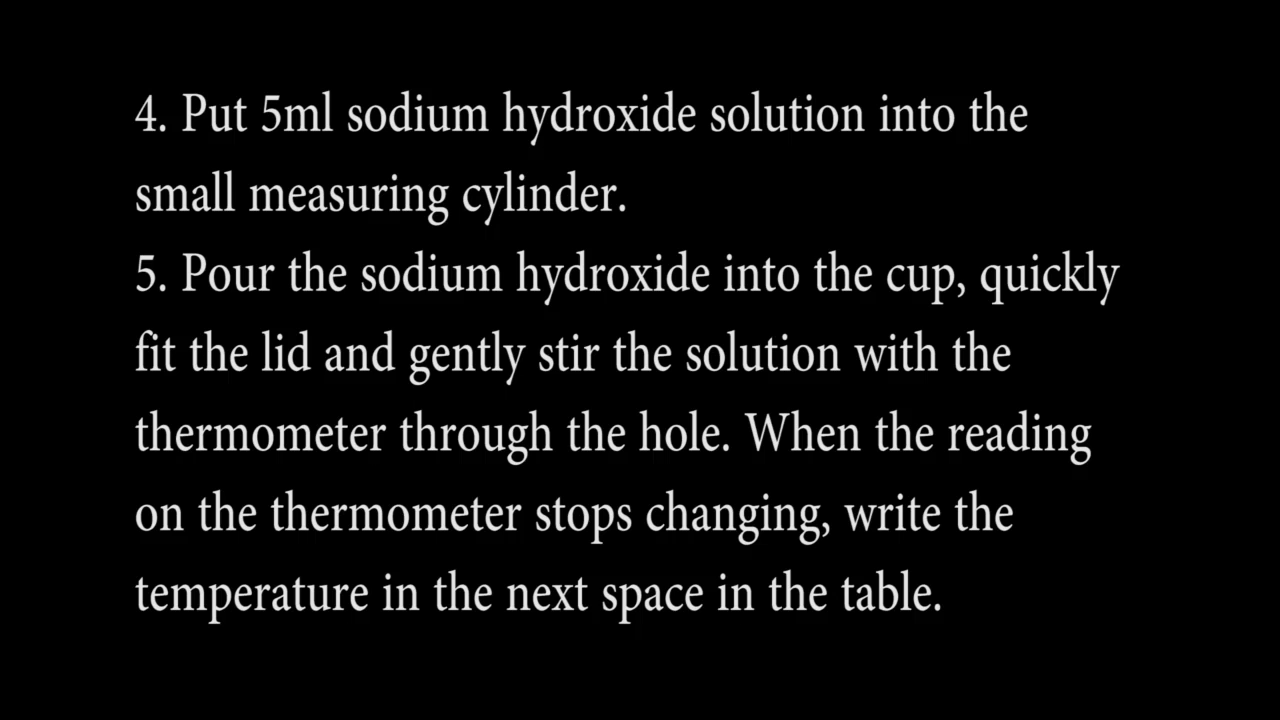 4. Put 5ml sodium hydroxide solution into the
small measuring cylinder.
5. Pour the sodium hydroxide into the cup, quickly
fit the lid and gently stir the solution with the
thermometer through the hole. When the reading
on the thermometer stops changing, write the
temperature in the next space in the table.